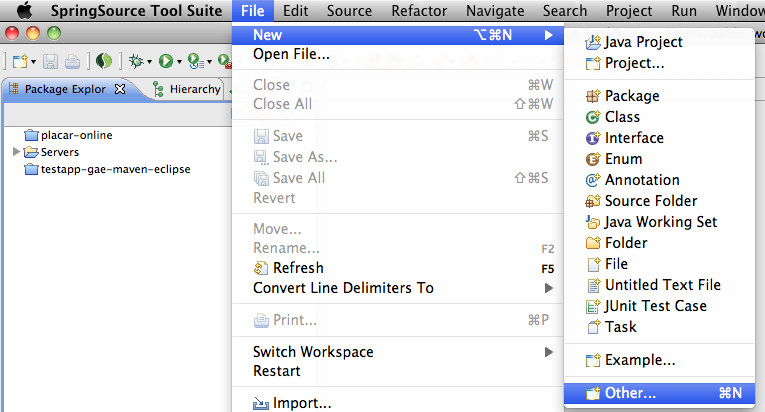 SpringSource Tool Suite File Edit Source Refactor Navigate Search Project Run Window
Package Explor Hierarchy
placar-online
Servers
testapp-gae-maven-eclipse
New ⌥⌘N
Open File...
Close ⌘W
Close All ⇧⌘W
Save ⌘S
Save As...
Save All ⇧⌘S
Revert
Move...
Rename... F2
Refresh F5
Convert Line Delimiters To
Print... ⌘P
Switch Workspace
Restart
Import...
Java Project
Project...
Package
Class
Interface
Enum
Annotation
Source Folder
Java Working Set
Folder
File
Untitled Text File
JUnit Test Case
Task
Example...
Other... ⌘N